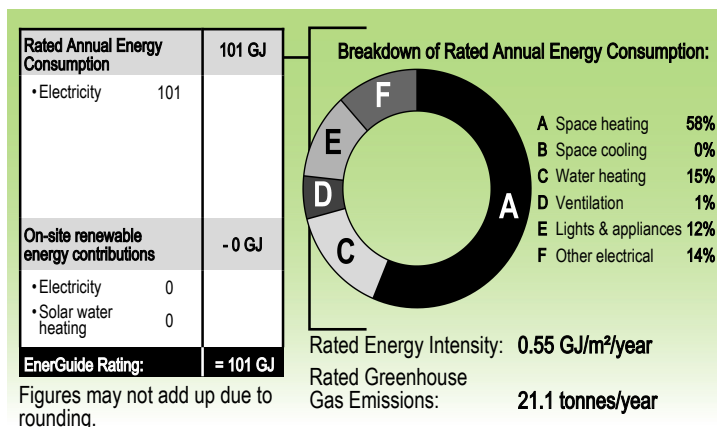 Rated Annual Energy
Consumption
101 GJ
• Electricity 101
On-site renewable
energy contributions
- 0 GJ
• Electricity 0
• Solar water
heating 0
EnerGuide Rating: = 101 GJ
Figures may not add up due to
rounding.
Breakdown of Rated Annual Energy Consumption:
F
E
D
C
A
A Space heating 58%
B Space cooling 0%
C Water heating 15%
D Ventilation 1%
E Lights & appliances 12%
F Other electrical 14%
Rated Energy Intensity: 0.55 GJ/m²/year
Rated Greenhouse
Gas Emissions: 21.1 tonnes/year